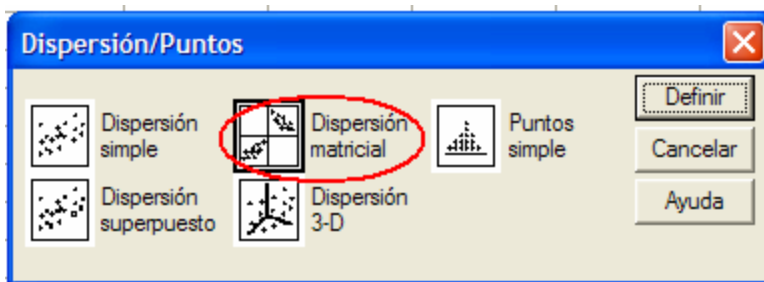 Dispersión/Puntos
Dispersión
simple
Dispersión
matricial
Puntos
simple
Dispersión
superpuesto
Dispersión
3-D
Definir
Cancelar
Ayuda